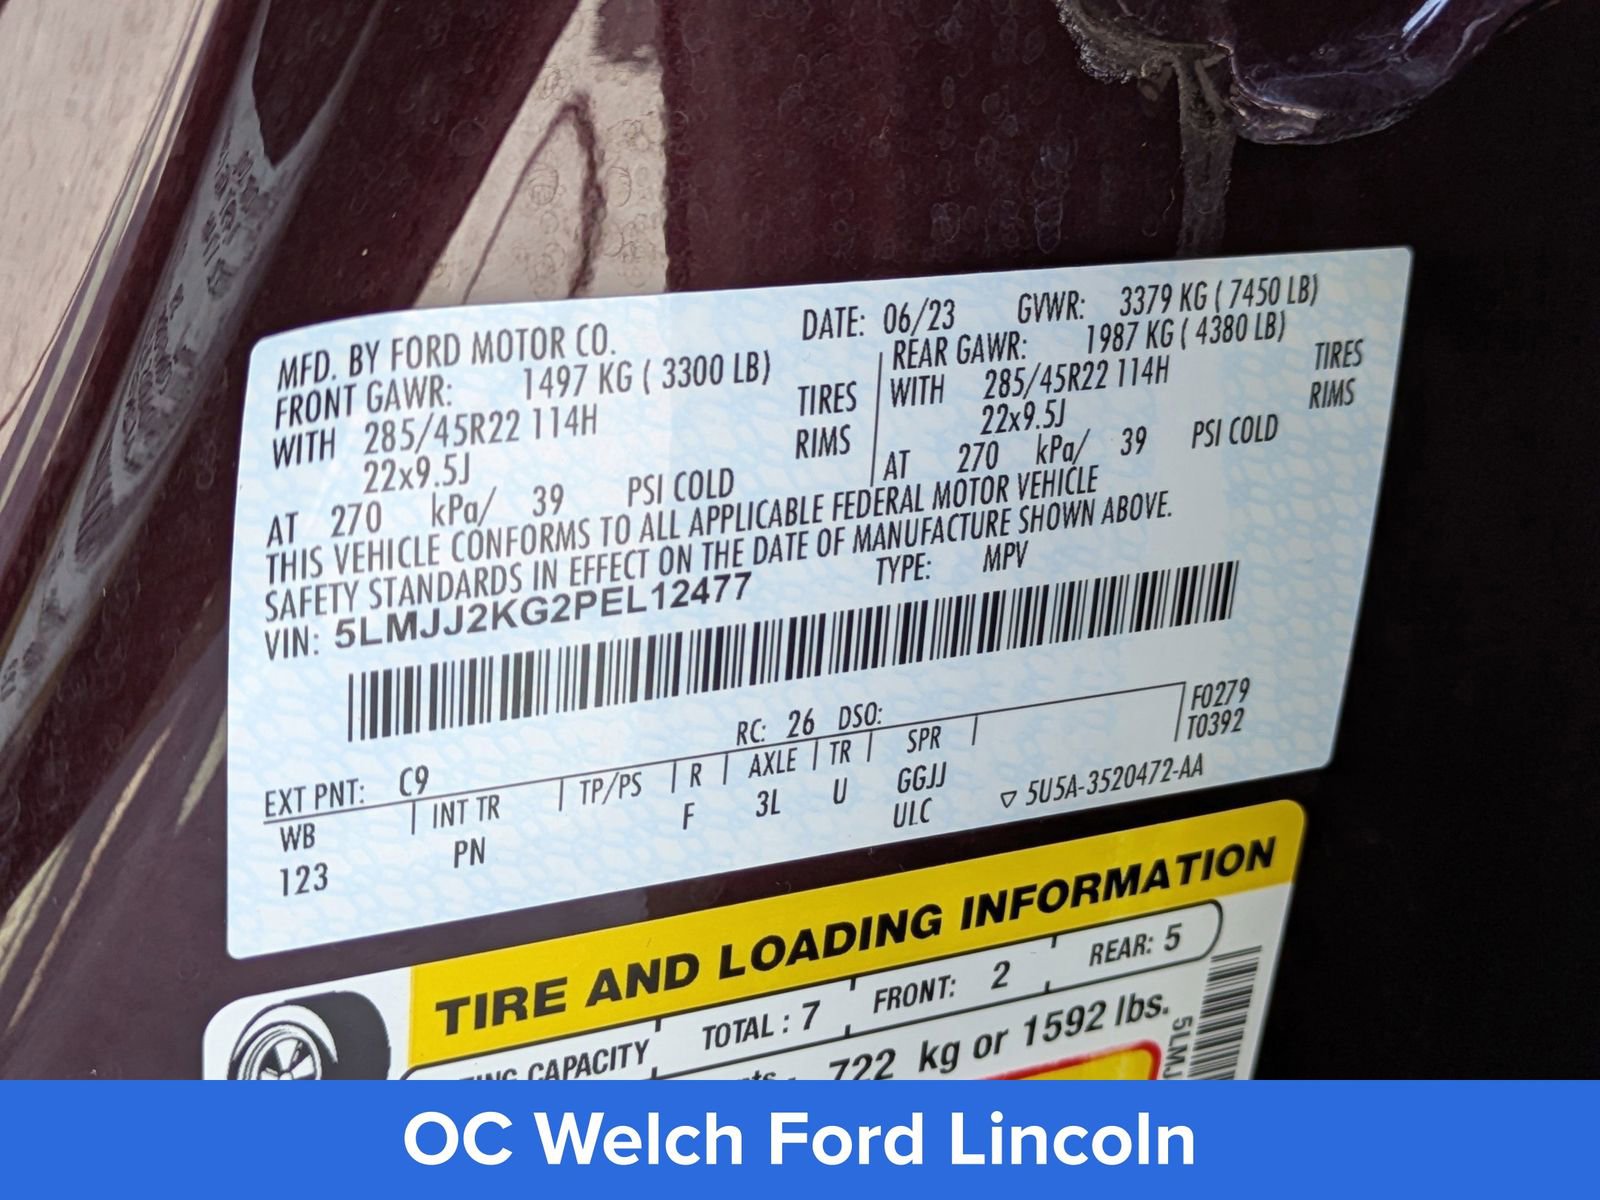 MFD. BY FORD MOTOR CO. DATE: 06/23 GVWR: 3379 KG ( 7450 LB)
FRONT GAWR: 1497 KG ( 3300 LB) REAR GAWR: 1987 KG ( 4380 LB)
WITH 285/45R22 114H TIRES WITH 285/45R22 114H TIRES
22x9.5J RIMS 22x9.5J RIMS
AT 270 kPa/ 39 PSI COLD AT 270 kPa/ 39 PSI COLD
THIS VEHICLE CONFORMS TO ALL APPLICABLE FEDERAL MOTOR VEHICLE
SAFETY STANDARDS IN EFFECT ON THE DATE OF MANUFACTURE SHOWN ABOVE.
VIN: 5LMJJ2KG2PEL12477 TYPE: MPV
EXT PNT: C9 RC: 26 DSO: F0279
WB INT TR TP/PS R AXLE TR SPR T0392
123 PN F 3L U GGJJ
ULC ▽ 5U5A-3520472-AA
TIRE AND LOADING INFORMATION
CAPACITY TOTAL : 7 FRONT: 2 REAR: 5
722 kg or 1592 lbs.
5LMJ
OC Welch Ford Lincoln